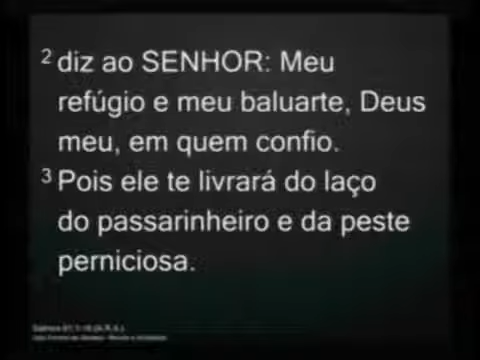 2 diz ao SENHOR: Meu
refúgio e meu baluarte, Deus
meu, em quem confio.
3 Pois ele te livrará do laço
do passarinheiro e da peste
perniciosa.